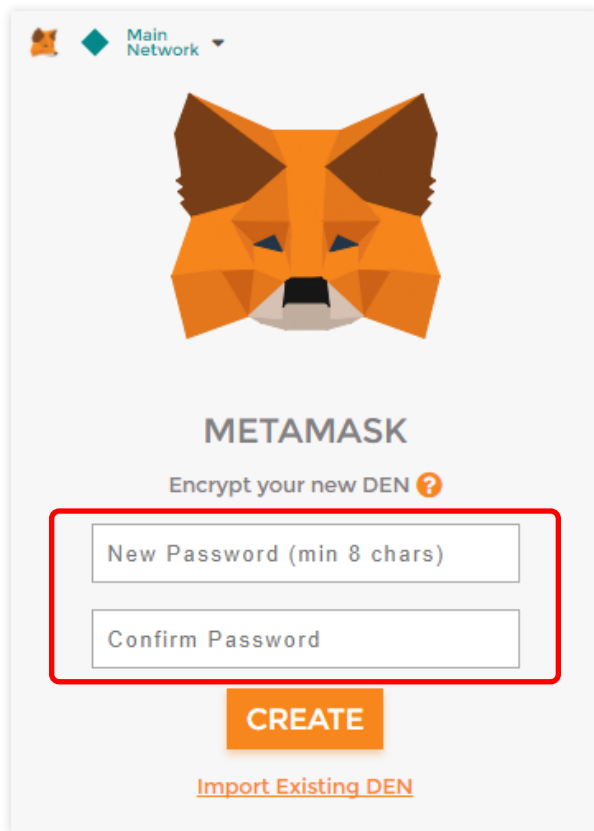 Main
Network
METAMASK
Encrypt your new DEN ?
New Password (min 8 chars)
Confirm Password
CREATE
Import Existing DEN